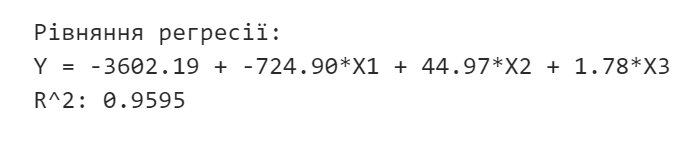 Рівняння регресії:
Y = -3602.19 + -724.90*X1 + 44.97*X2 + 1.78*X3
R^2: 0.9595